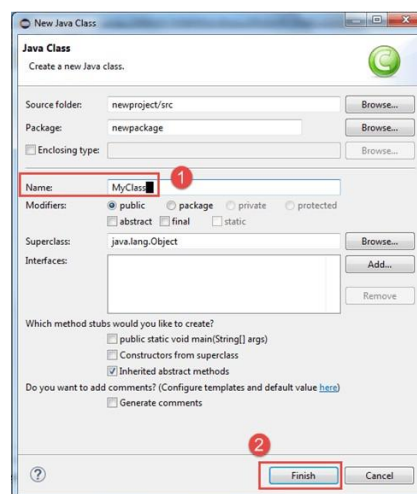 New Java Class
Java Class
Create a new Java class.
Source folder: newproject/src Browse...
Package: newpackage Browse...
Enclosing type: Browse...
1
Name: MyClass
Modifiers: public package private protected
abstract final static
Superclass: java.lang.Object Browse...
Interfaces: Add...
Remove
Which method stubs would you like to create?
public static void main(String[] args)
Constructors from superclass
Inherited abstract methods
Do you want to add comments? (Configure templates and default value here)
Generate comments
2
? Finish Cancel